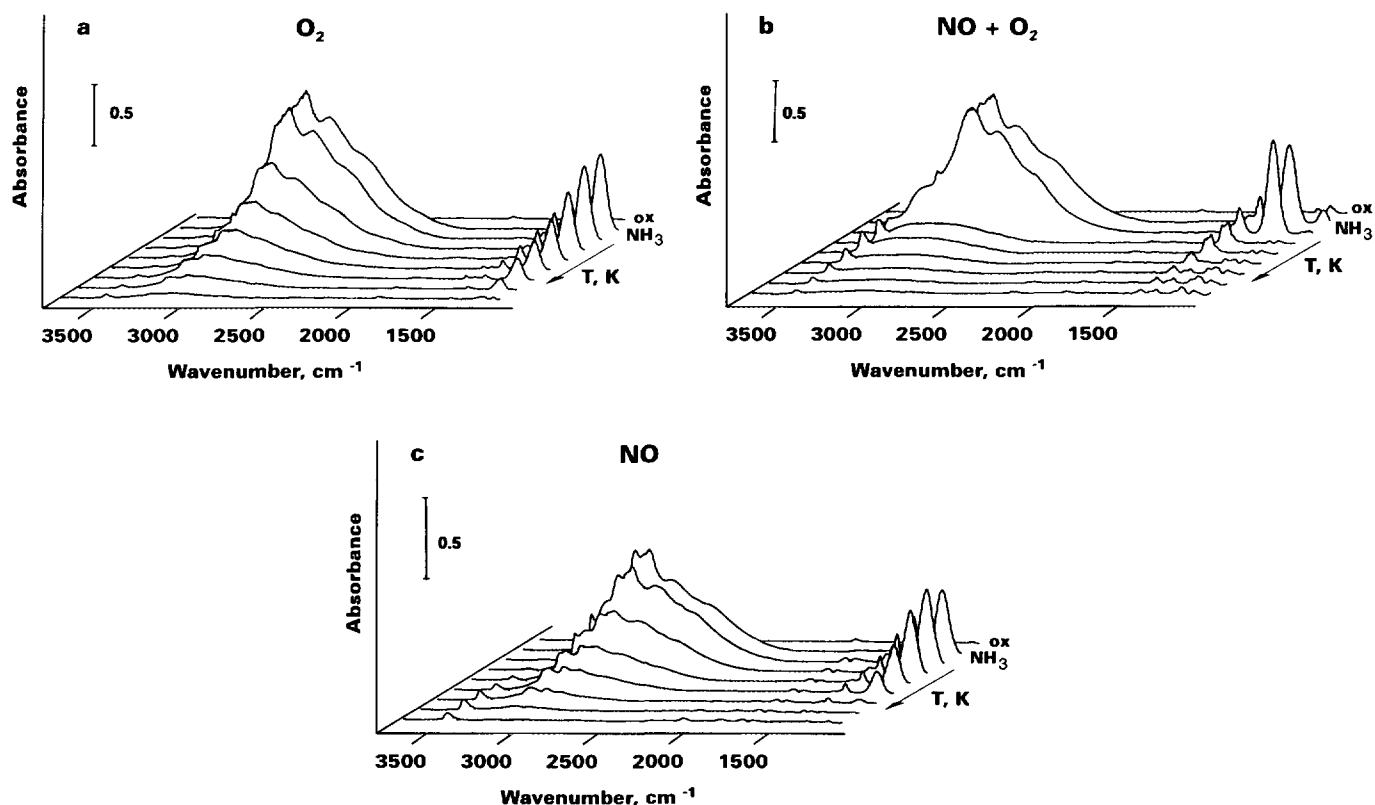 a
O₂
Absorbance
0.5
ox
NH₃
T, K
3500 3000 2500 2000 1500
Wavenumber, cm ⁻¹
b
NO + O₂
Absorbance
0.5
ox
NH₃
T, K
3500 3000 2500 2000 1500
Wavenumber, cm ⁻¹
c
NO
Absorbance
0.5
ox
NH₃
T, K
3500 3000 2500 2000 1500
Wavenumber, cm ⁻¹